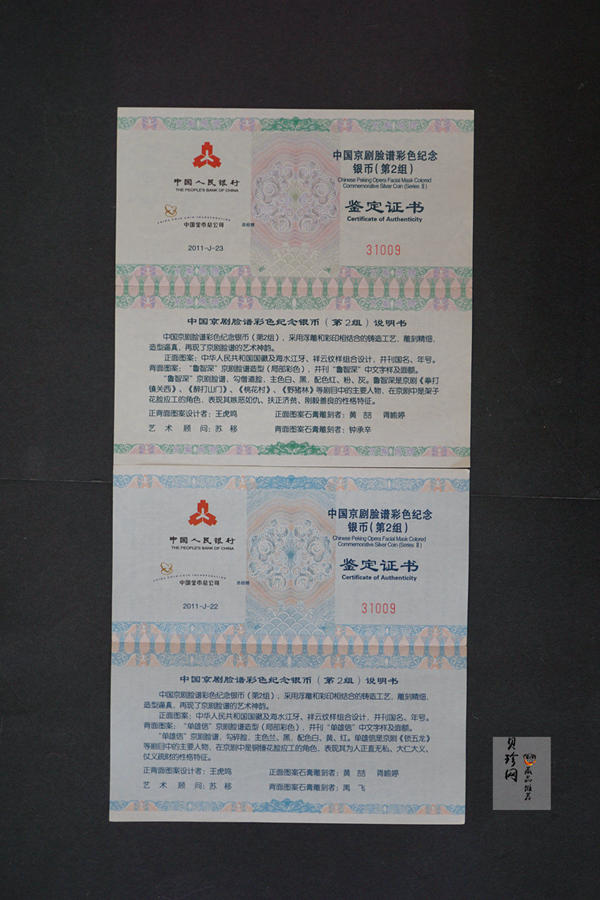 中国人民银行
THE PEOPLE'S BANK OF CHINA
CHINA GOLD COIN INCORPORATION
中国金币总公司
2011-J-23
中国京剧脸谱彩色纪念
银币(第2组)
Chinese Peking Opera Facial Mask Colored
Commemorative Silver Coin (Series Ⅱ)
鉴定证书
Certificate of Authenticity
31009
中国京剧脸谱彩色纪念银币(第2组)说明书
中国京剧脸谱彩色纪念银币(第2组),采用浮雕和彩印相结合的铸造工艺,雕刻精细,
造型逼真,再现了京剧脸谱的艺术神韵。
正面图案:中华人民共和国国徽及海水江牙、祥云纹样组合设计,并刊国名、年号。
背面图案:“鲁智深”京剧脸谱造型(局部彩色),并刊“鲁智深”中文字样及面额。
“鲁智深”京剧脸谱,勾僧道脸,主色白、黑,配色红、粉、灰。鲁智深是京剧《拳打
镇关西》、《醉打山门》、《桃花村》、《野猪林》等剧目中的主要人物,在京剧中是架子
花脸应工的角色,表现其嫉恶如仇、扶正济贫、刚毅善良的性格特征。
正背面图案设计者:王虎鸣 正面图案石膏雕刻者:黄喆 胥瑜婷
艺术顾问:苏移 背面图案石膏雕刻者:钟承辛
中国人民银行
THE PEOPLE'S BANK OF CHINA
CHINA GOLD COIN INCORPORATION
中国金币总公司
2011-J-22
中国京剧脸谱彩色纪念
银币(第2组)
Chinese Peking Opera Facial Mask Colored
Commemorative Silver Coin (Series Ⅱ)
鉴定证书
Certificate of Authenticity
31009
中国京剧脸谱彩色纪念银币(第2组)说明书
中国京剧脸谱彩色纪念银币(第2组),采用浮雕和彩印相结合的铸造工艺,雕刻精细,
造型逼真,再现了京剧脸谱的艺术神韵。
正面图案:中华人民共和国国徽及海水江牙、祥云纹样组合设计,并刊国名、年号。
背面图案:“单雄信”京剧脸谱造型(局部彩色),并刊“单雄信”中文字样及面额。
“单雄信”京剧脸谱,勾碎脸,主色兰、黑,配色白、黄、红。单雄信是京剧《锁五龙》
等剧目中的主要人物,在京剧中是铜锤花脸应工的角色,表现其为人正直无私、大仁大义、
仗义疏财的性格特征。
正背面图案设计者:王虎鸣 正面图案石膏雕刻者:黄喆 胥瑜婷
艺术顾问:苏移 背面图案石膏雕刻者:禹飞
贝珍网
藏品推荐